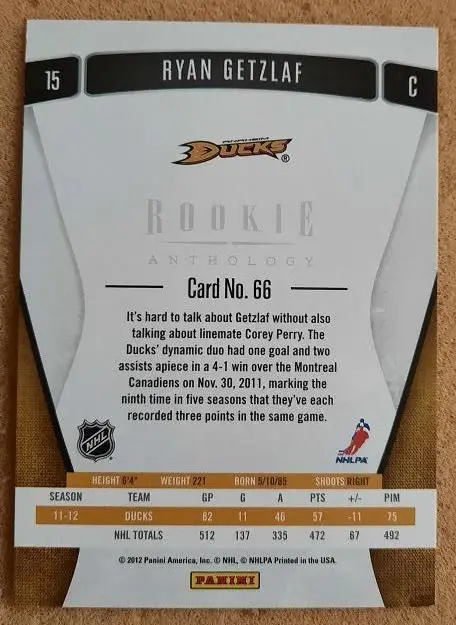 15 RYAN GETZLAF C
ANAHEIM
DUCKS ®
ROOKIE
ANTHOLOGY
Card No. 66
It's hard to talk about Getzlaf without also
talking about linemate Corey Perry. The
Ducks' dynamic duo had one goal and two
assists apiece in a 4-1 win over the Montreal
Canadiens on Nov. 30, 2011, marking the
ninth time in five seasons that they've each
recorded three points in the same game.
NHL
NHLPA
HEIGHT 6'4" WEIGHT 221 BORN 5/10/85 SHOOTS RIGHT
SEASON TEAM GP G A PTS +/- PIM
11-12 DUCKS 82 11 46 57 -11 75
NHL TOTALS 512 137 335 472 67 492
© 2012 Panini America, Inc. © NHL, © NHLPA Printed in the USA.
PANINI